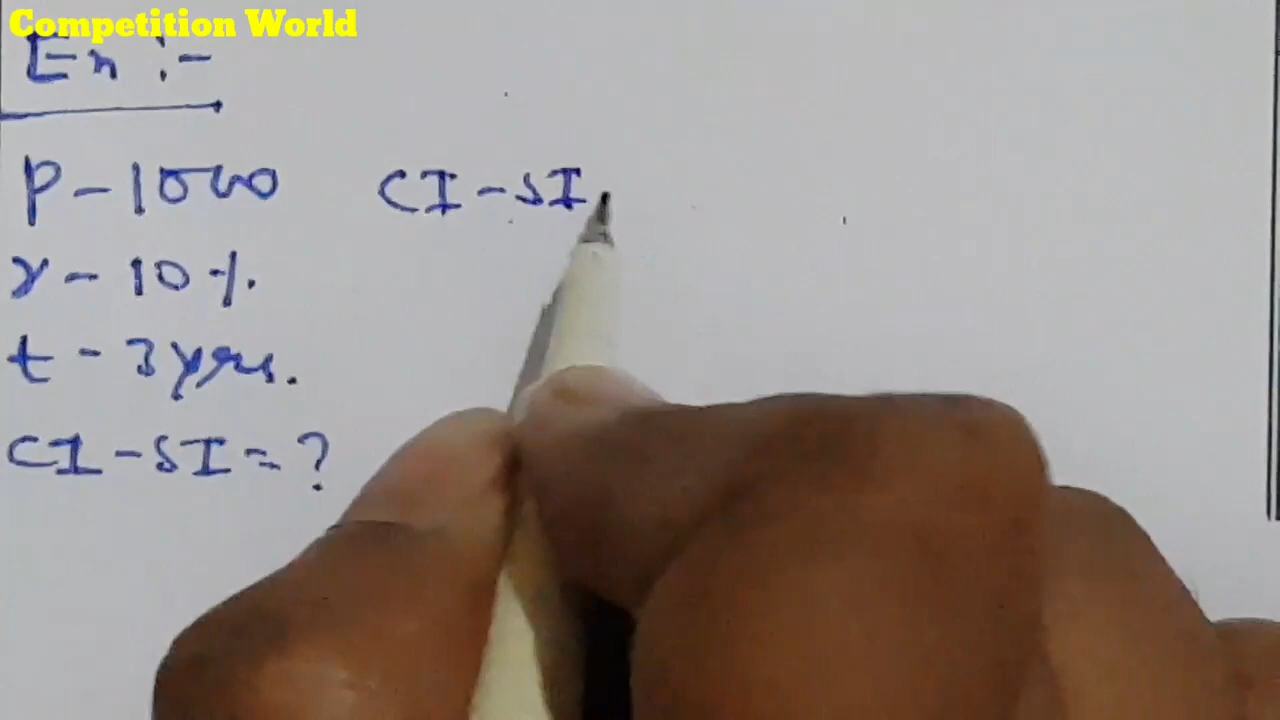 Competition World
Ex :-
P - 1000
CI - SI
r - 10 %.
t - 3 yrs.
CI - SI = ?